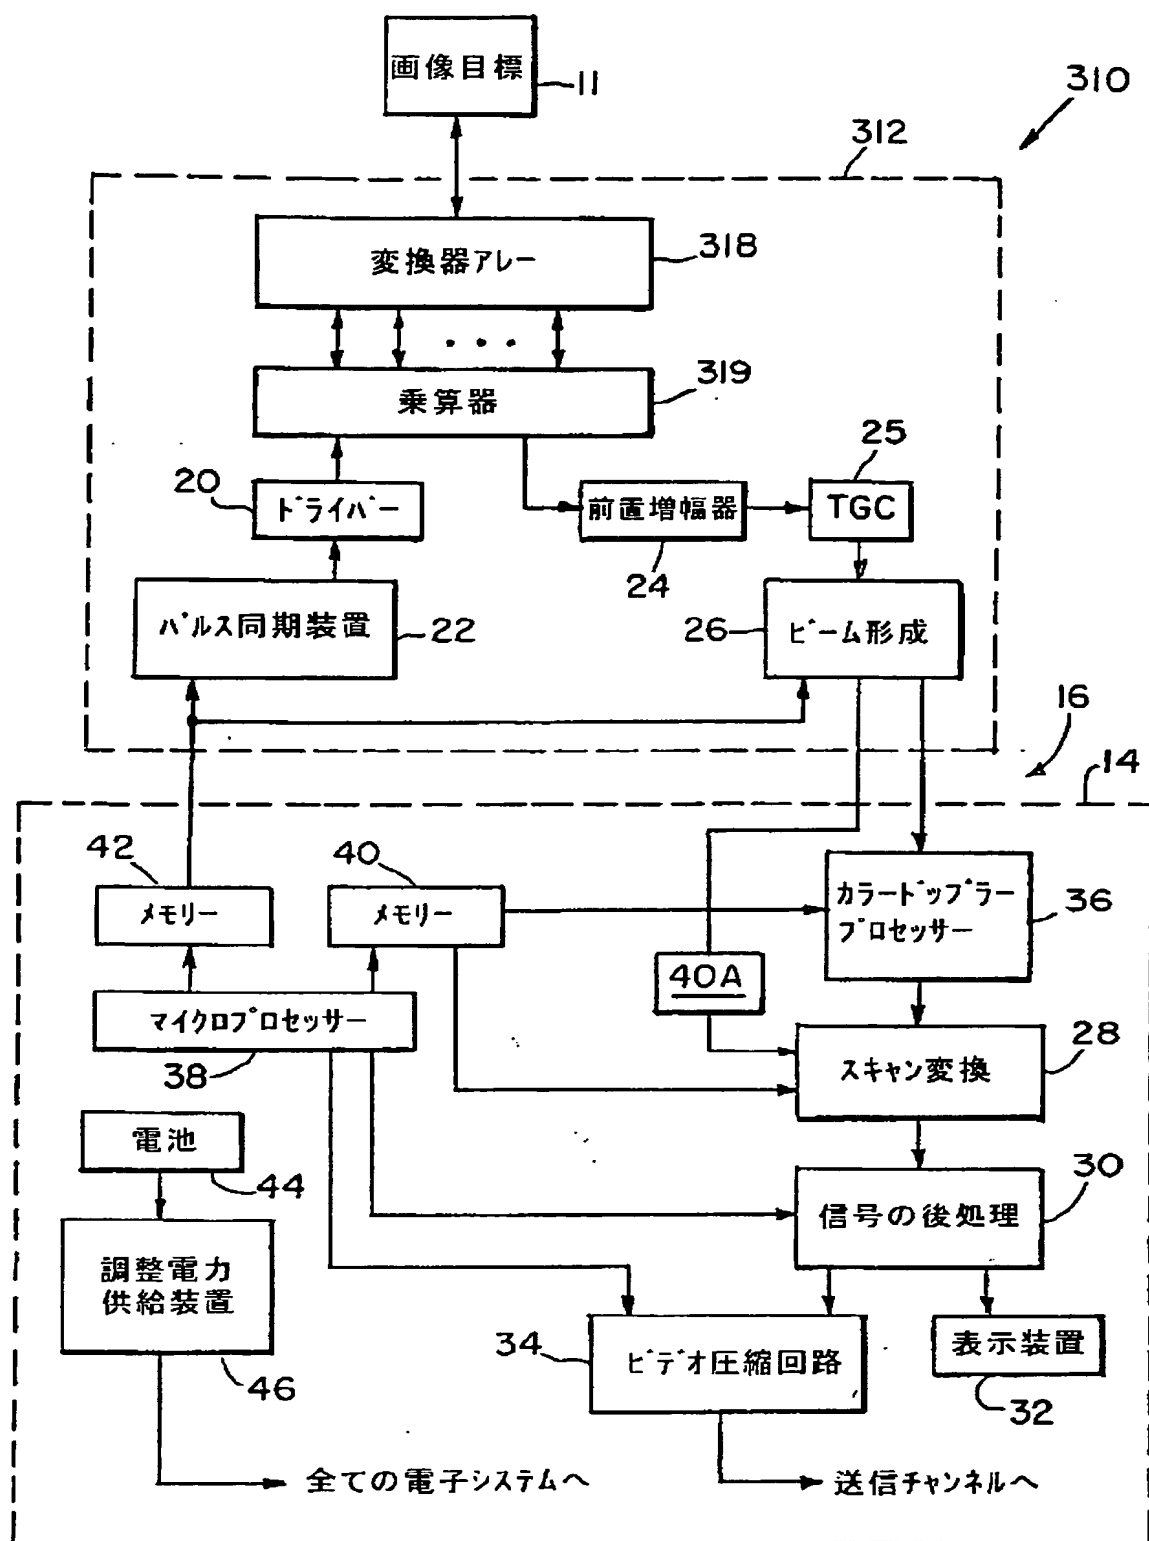 画像目標
11
310
312
変換器アレー
318
乗算器
319
20
ドライバー
前置増幅器
24
25
TGC
パルス同期装置
22
26
ビーム形成
16
14
42
メモリー
40
メモリー
カラードップラー
プロセッサー
36
40A
マイクロプロセッサー
38
スキャン変換
28
電池
44
信号の後処理
30
調整電力
供給装置
46
34
ビデオ圧縮回路
表示装置
32
全ての電子システムへ
送信チャンネルへ